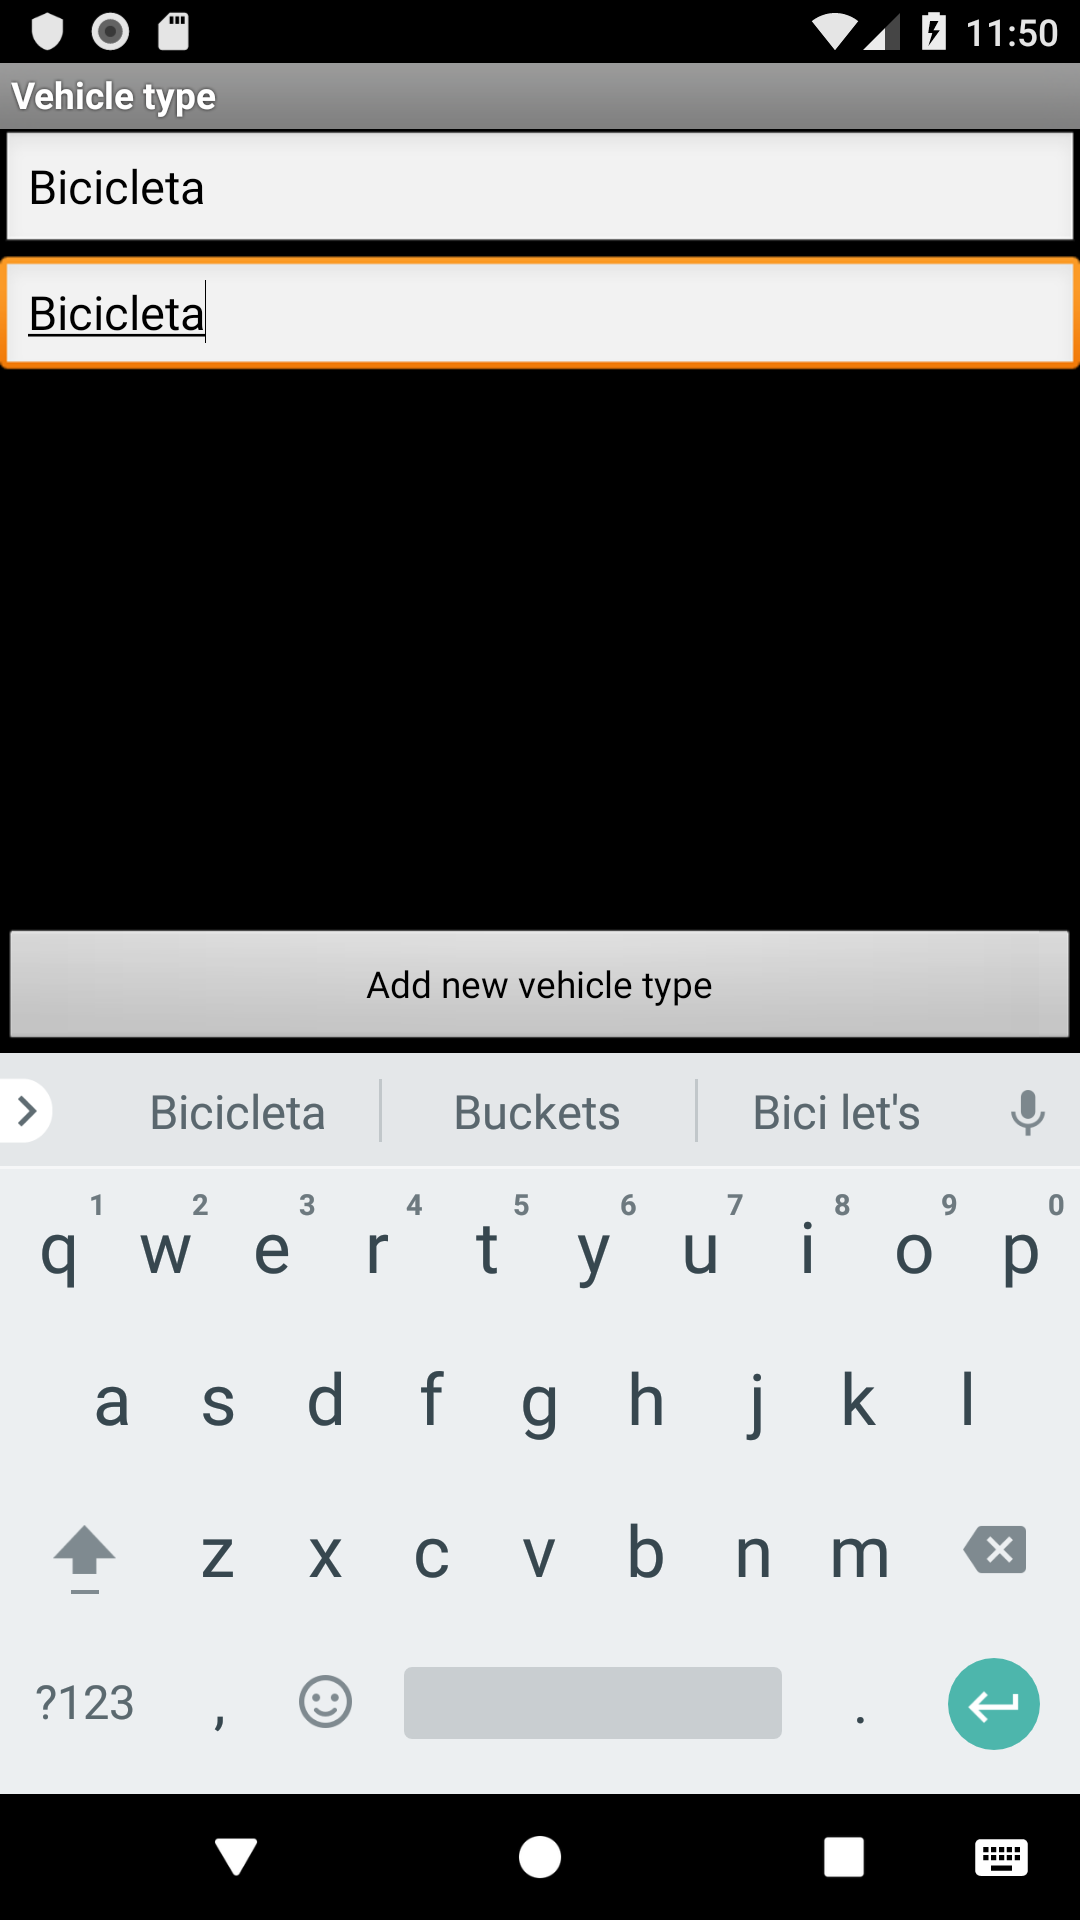 11:50
Vehicle type
Bicicleta
Bicicleta
Add new vehicle type
Bicicleta Buckets Bici let's
1 2 3 4 5 6 7 8 9 0
q w e r t y u i o p
a s d f g h j k l
z x c v b n m
?123 , .